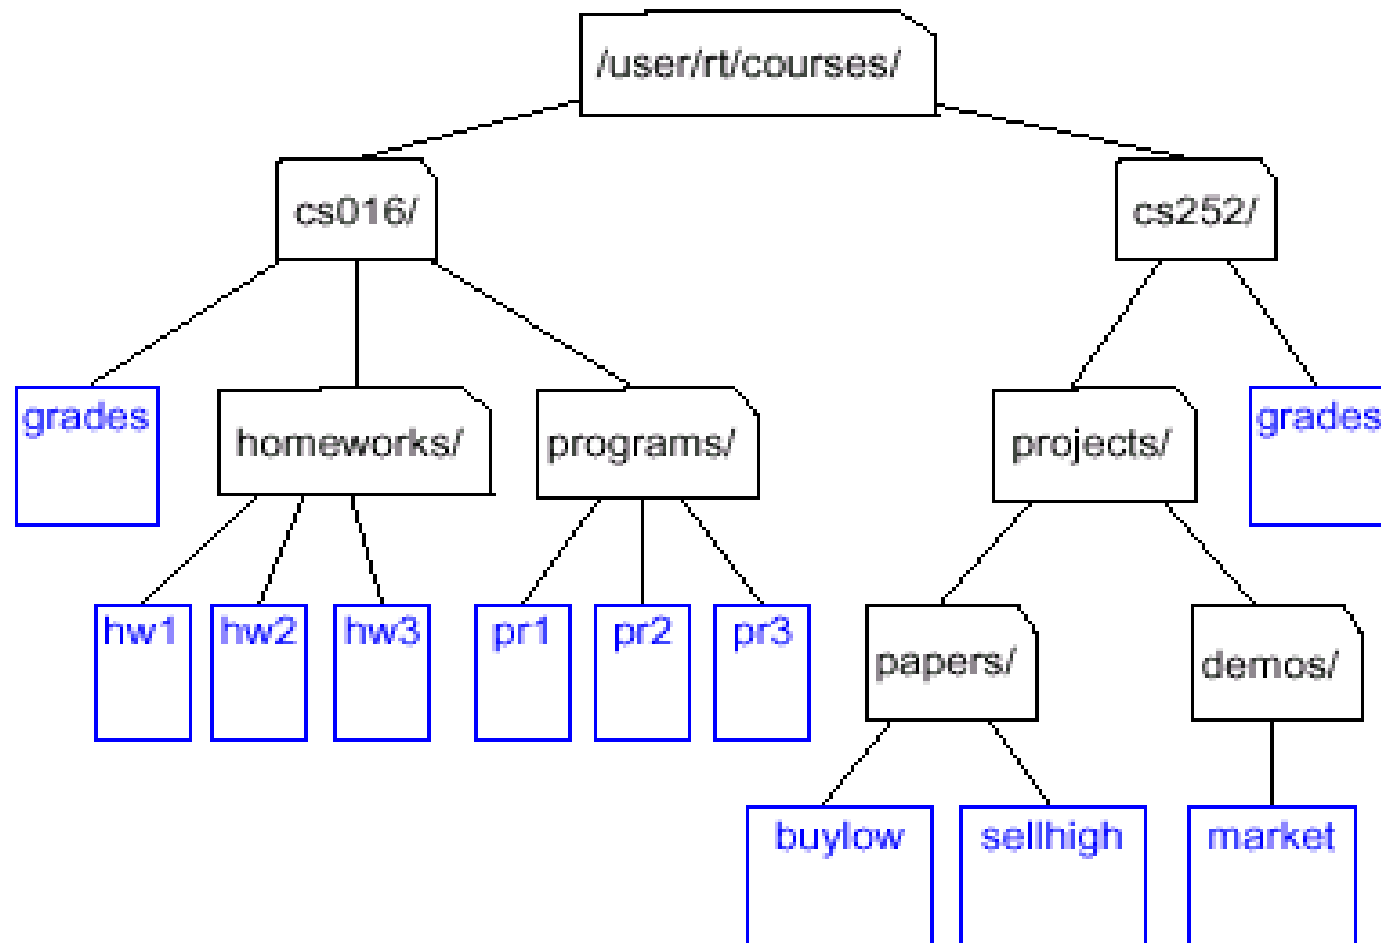 /user/rt/courses/
cs016/
cs252/
grades
homeworks/
programs/
projects/
grades
hw1
hw2
hw3
pr1
pr2
pr3
papers/
demos/
buylow
sellhigh
market